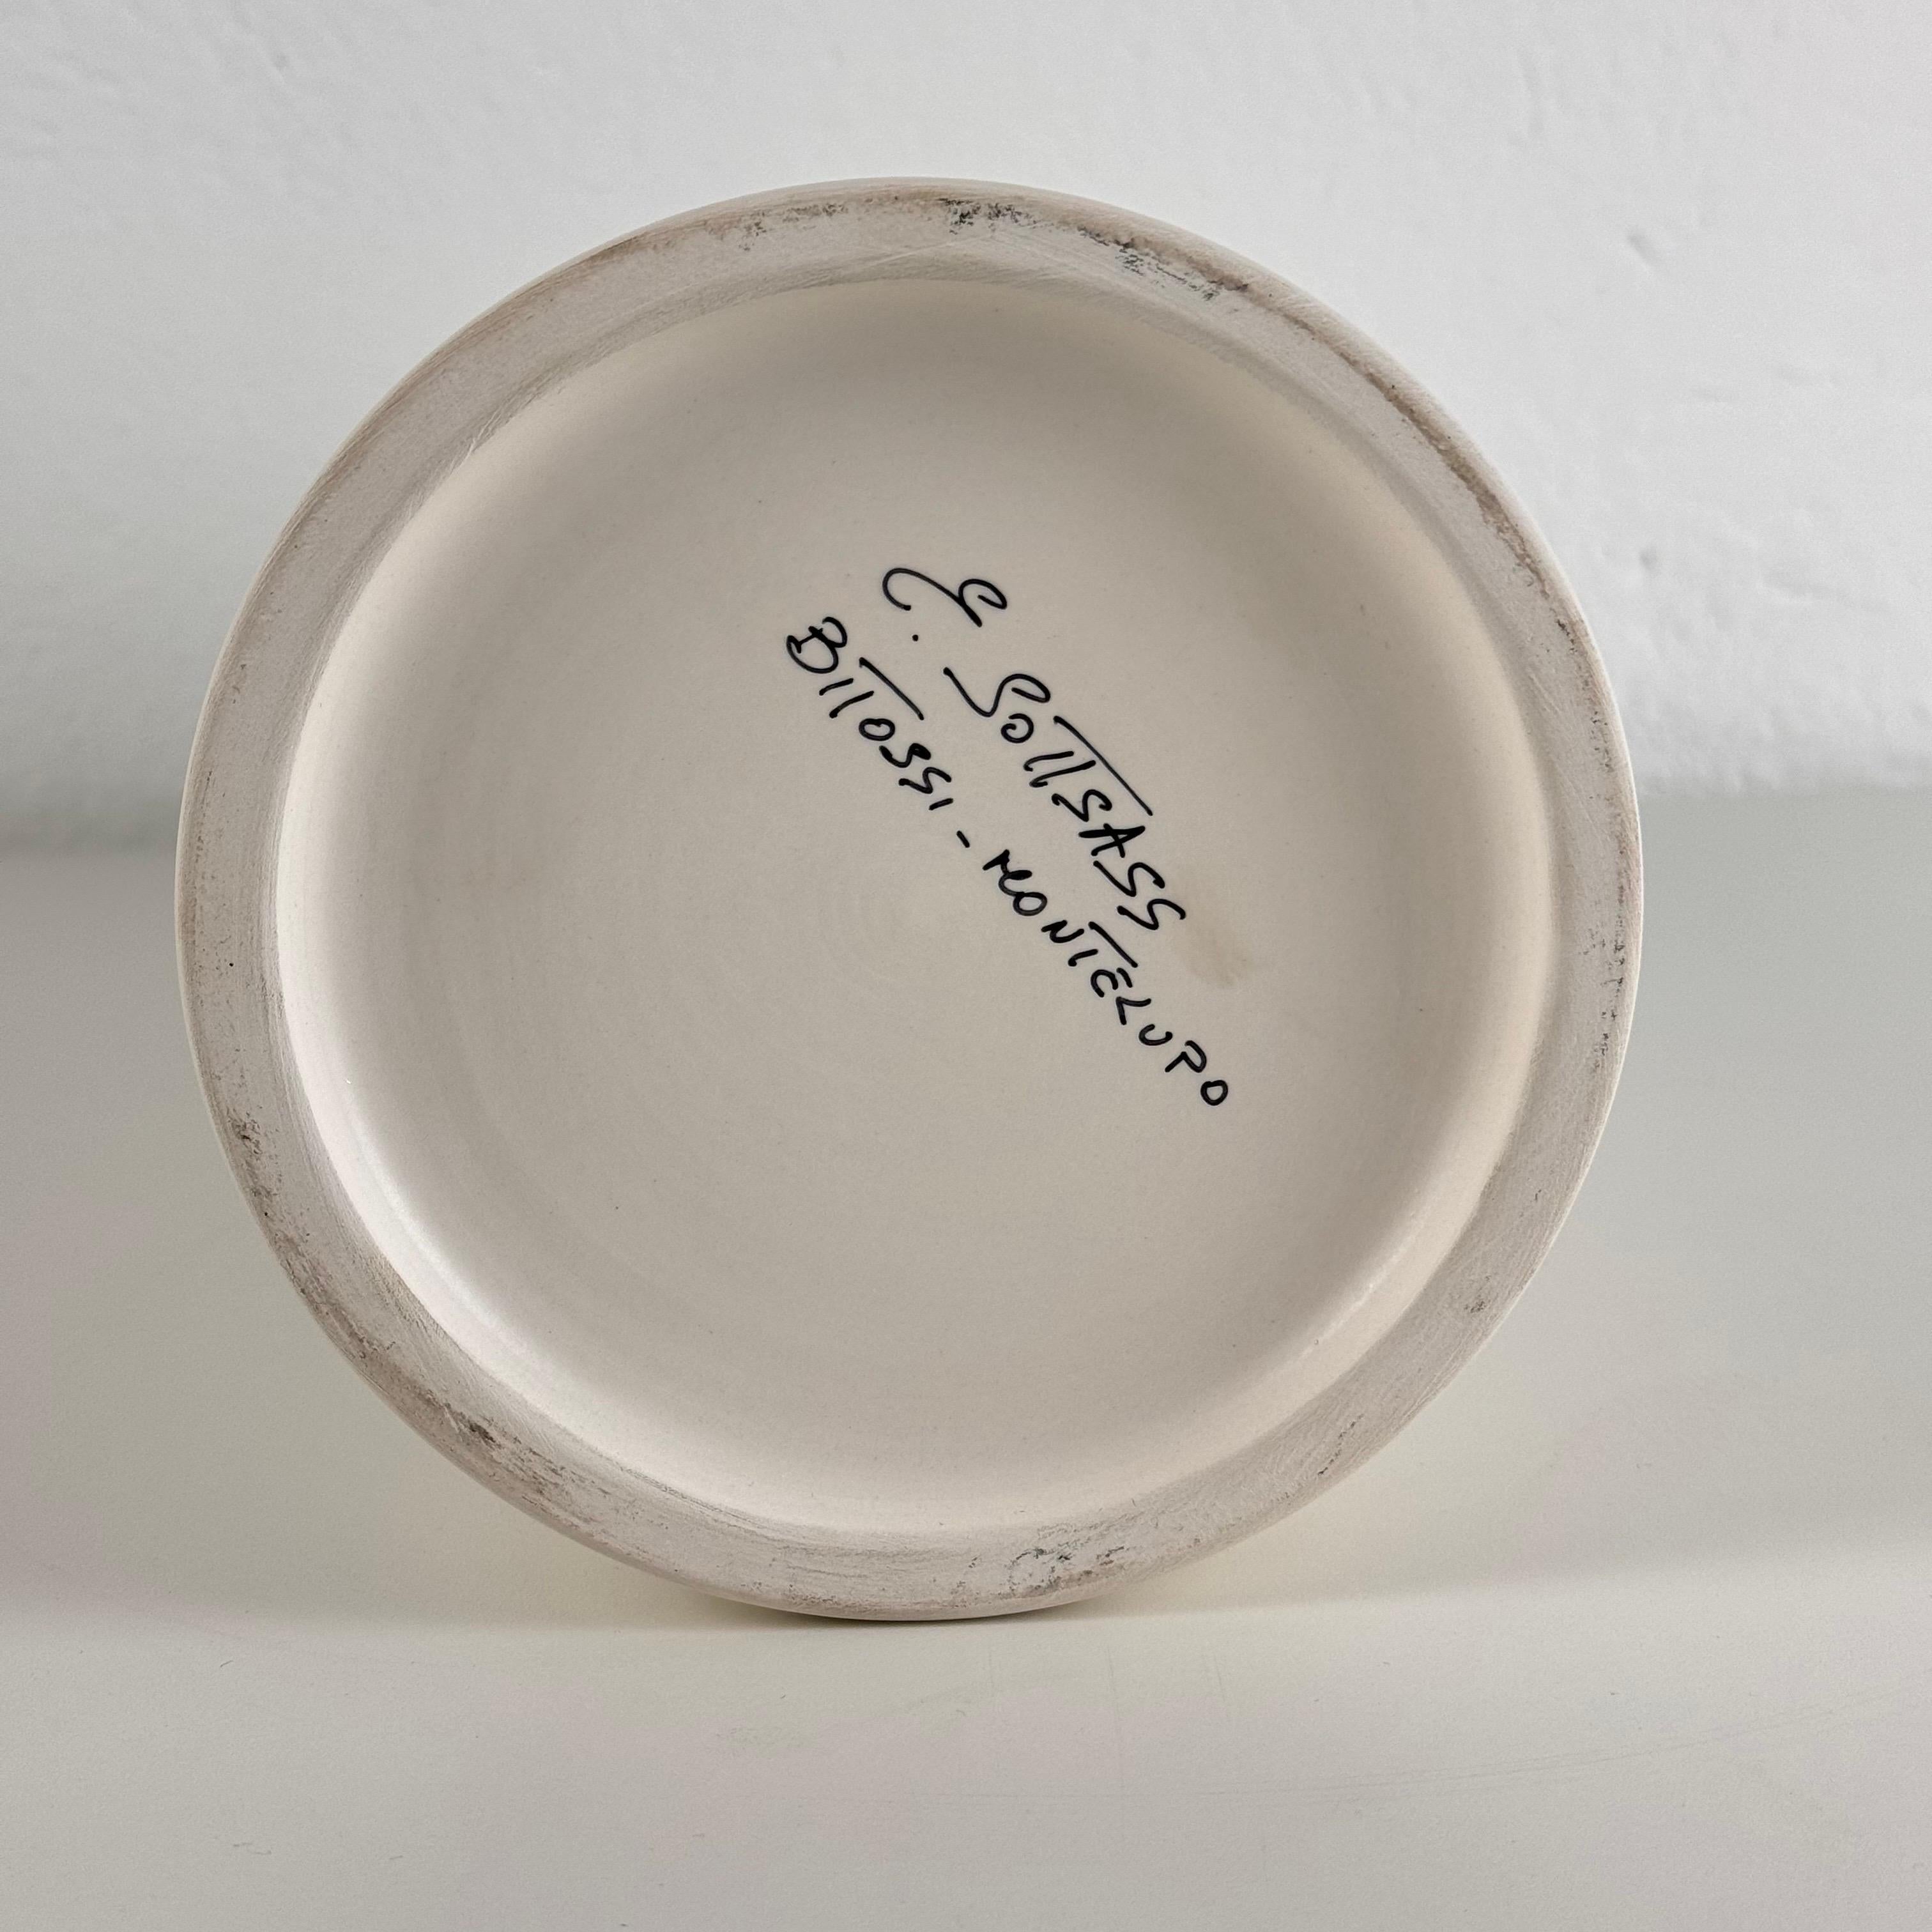 E. SOTTSASS
BITOSSI - MONTELUPO